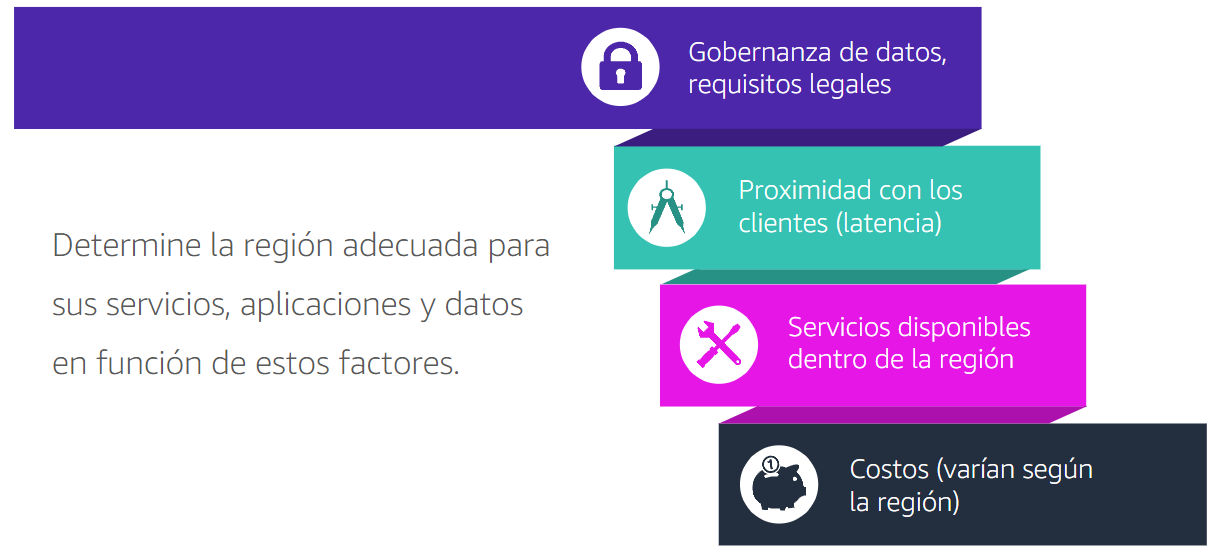 Gobernanza de datos,
requisitos legales
Proximidad con los
clientes (latencia)
Determine la región adecuada para
sus servicios, aplicaciones y datos
en función de estos factores.
Servicios disponibles
dentro de la región
1
Costos (varían según
la región)